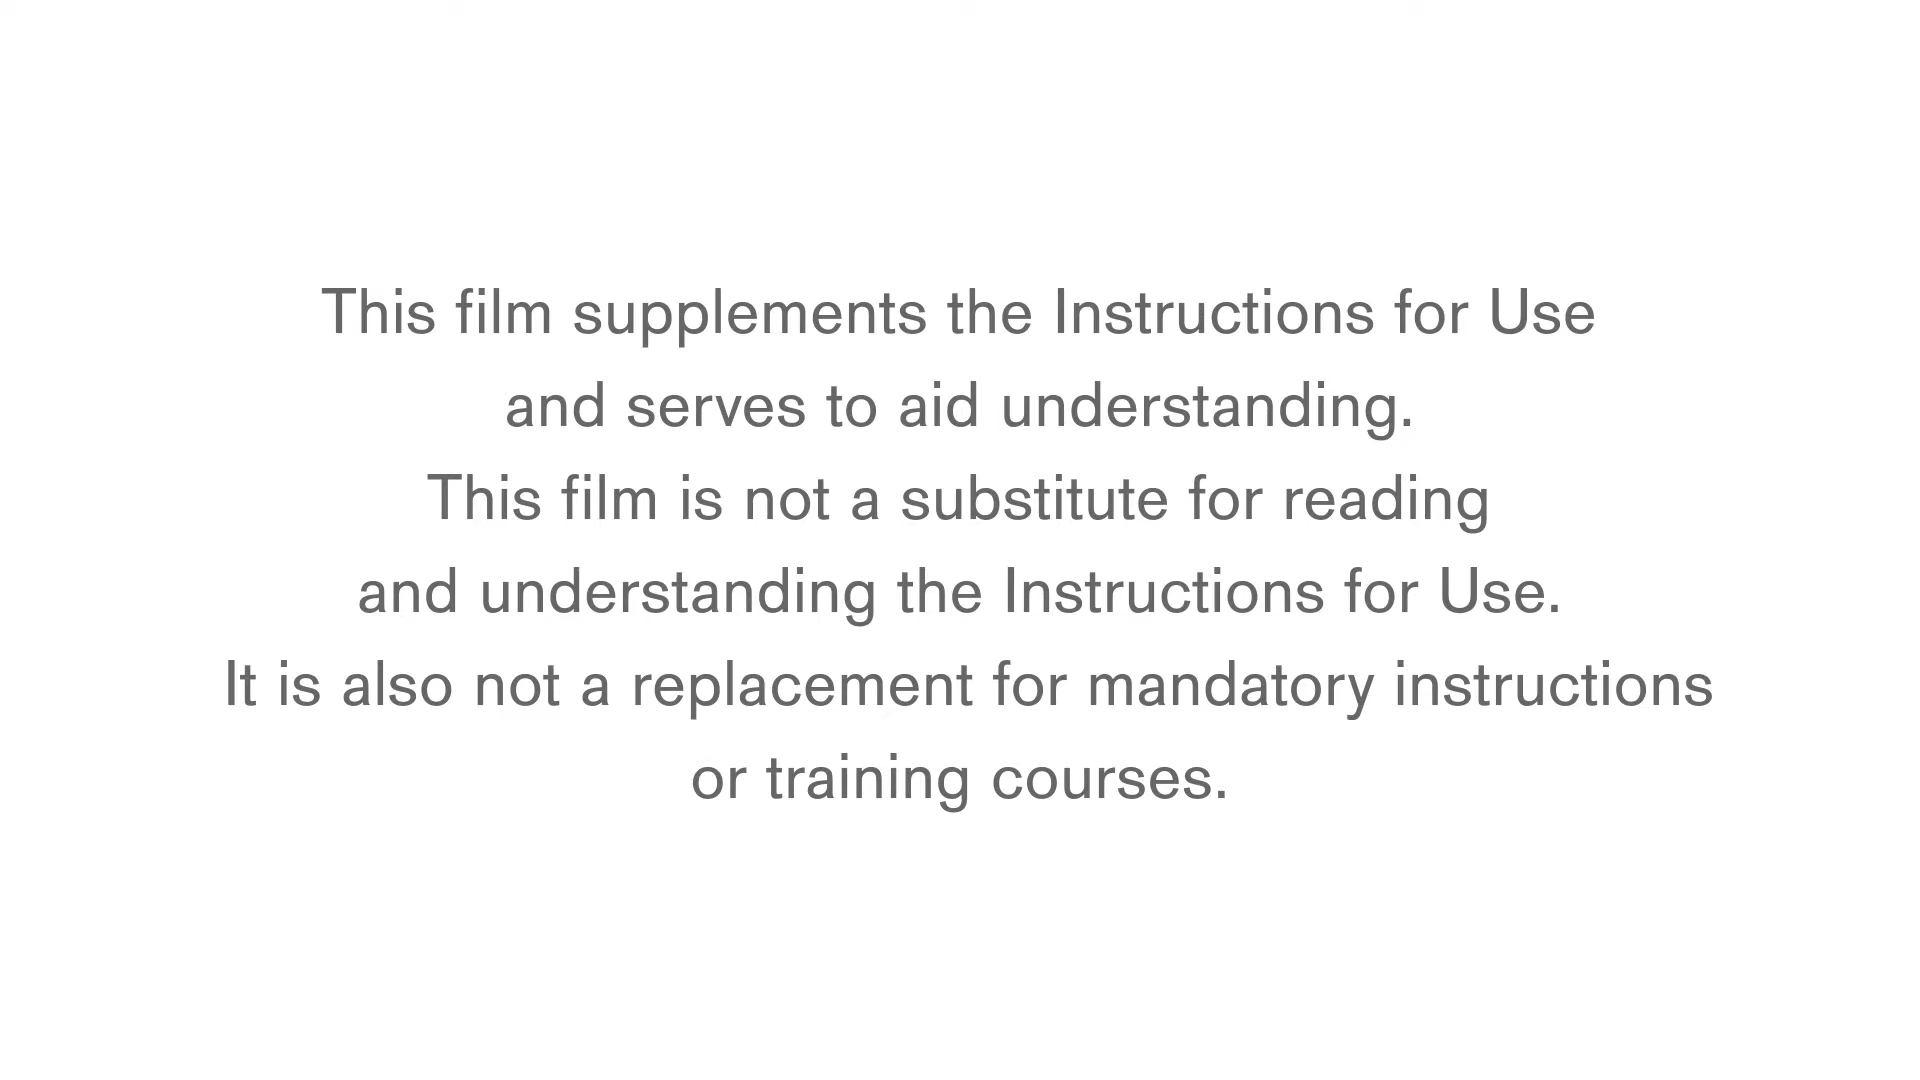 This film supplements the Instructions for Use
and serves to aid understanding.
This film is not a substitute for reading
and understanding the Instructions for Use.
It is also not a replacement for mandatory instructions
or training courses.